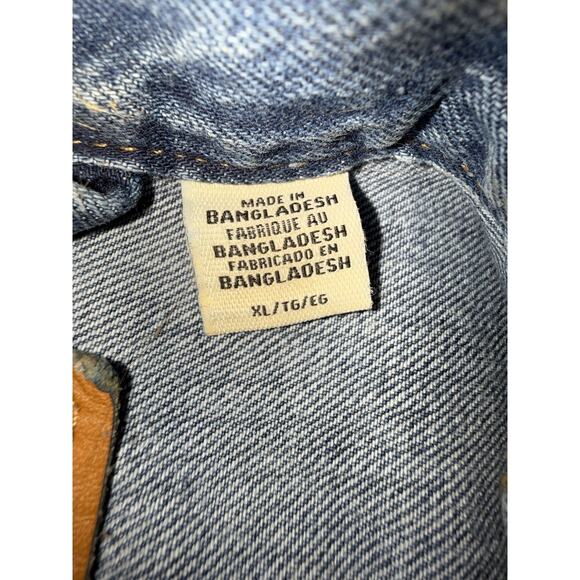 MADE IN
BANGLADESH
FABRIQUE AU
BANGLADESH
FABRICADO EN
BANGLADESH
XL/TG/EG